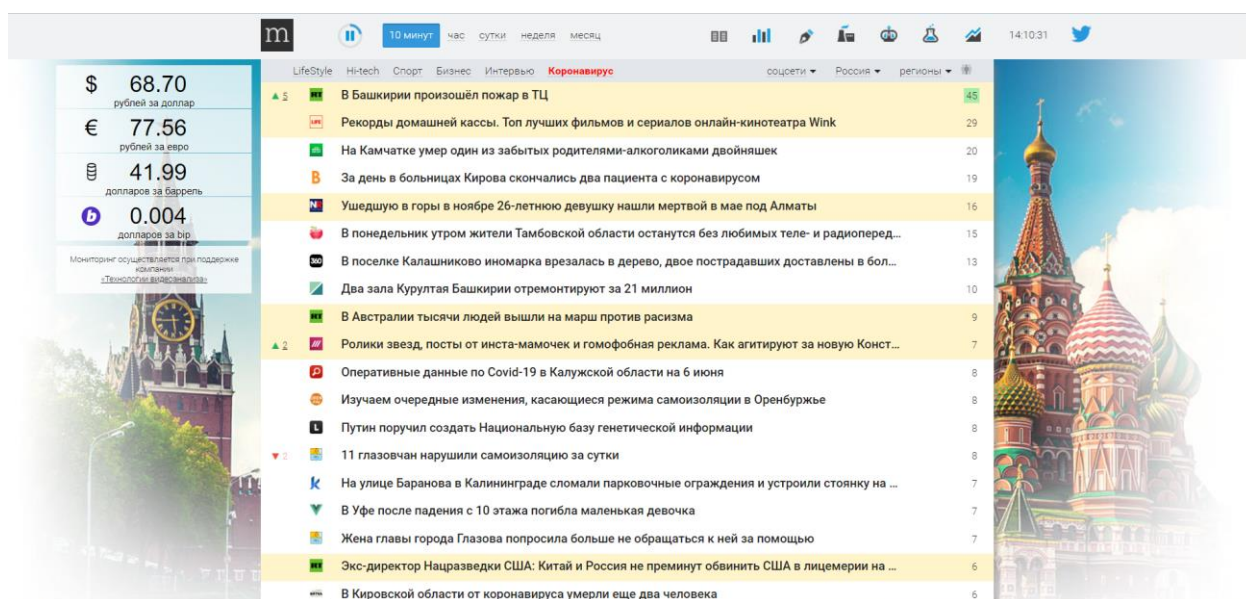 m
10 минут час сутки неделя месяц
14:10:31
LifeStyle Hi-tech Спорт Бизнес Интервью Коронавирус
соцсети Россия регионы
$ 68.70
рублей за доллар
€ 77.56
рублей за евро
41.99
долларов за баррель
b 0.004
долларов за bip
Мониторинг осуществляется при поддержке
компании
«Технологии видеоанализа»
5 RT В Башкирии произошёл пожар в ТЦ 45
LIFE Рекорды домашней кассы. Топ лучших фильмов и сериалов онлайн-кинотеатра Wink 29
На Камчатке умер один из забытых родителями-алкоголиками двойняшек 20
В За день в больницах Кирова скончались два пациента с коронавирусом 19
N Ушедшую в горы в ноябре 26-летнюю девушку нашли мертвой в мае под Алматы 16
В понедельник утром жители Тамбовской области останутся без любимых теле- и радиоперед... 15
360 В поселке Калашниково иномарка врезалась в дерево, двое пострадавших доставлены в бол... 13
Два зала Курултая Башкирии отремонтируют за 21 миллион 10
RT В Австралии тысячи людей вышли на марш против расизма 9
2 Ролики звезд, посты от инста-мамочек и гомофобная реклама. Как агитируют за новую Конст... 7
Оперативные данные по Covid-19 в Калужской области на 6 июня 8
Изучаем очередные изменения, касающиеся режима самоизоляции в Оренбуржье 8
L Путин поручил создать Национальную базу генетической информации 8
2 11 глазовчан нарушили самоизоляцию за сутки 8
k На улице Баранова в Калининграде сломали парковочные ограждения и устроили стоянку на ... 7
В Уфе после падения с 10 этажа погибла маленькая девочка 7
Жена главы города Глазова попросила больше не обращаться к ней за помощью 7
RT Экс-директор Нацразведки США: Китай и Россия не преминут обвинить США в лицемерии на ... 6
В Кировской области от коронавируса умерли еще два человека 6